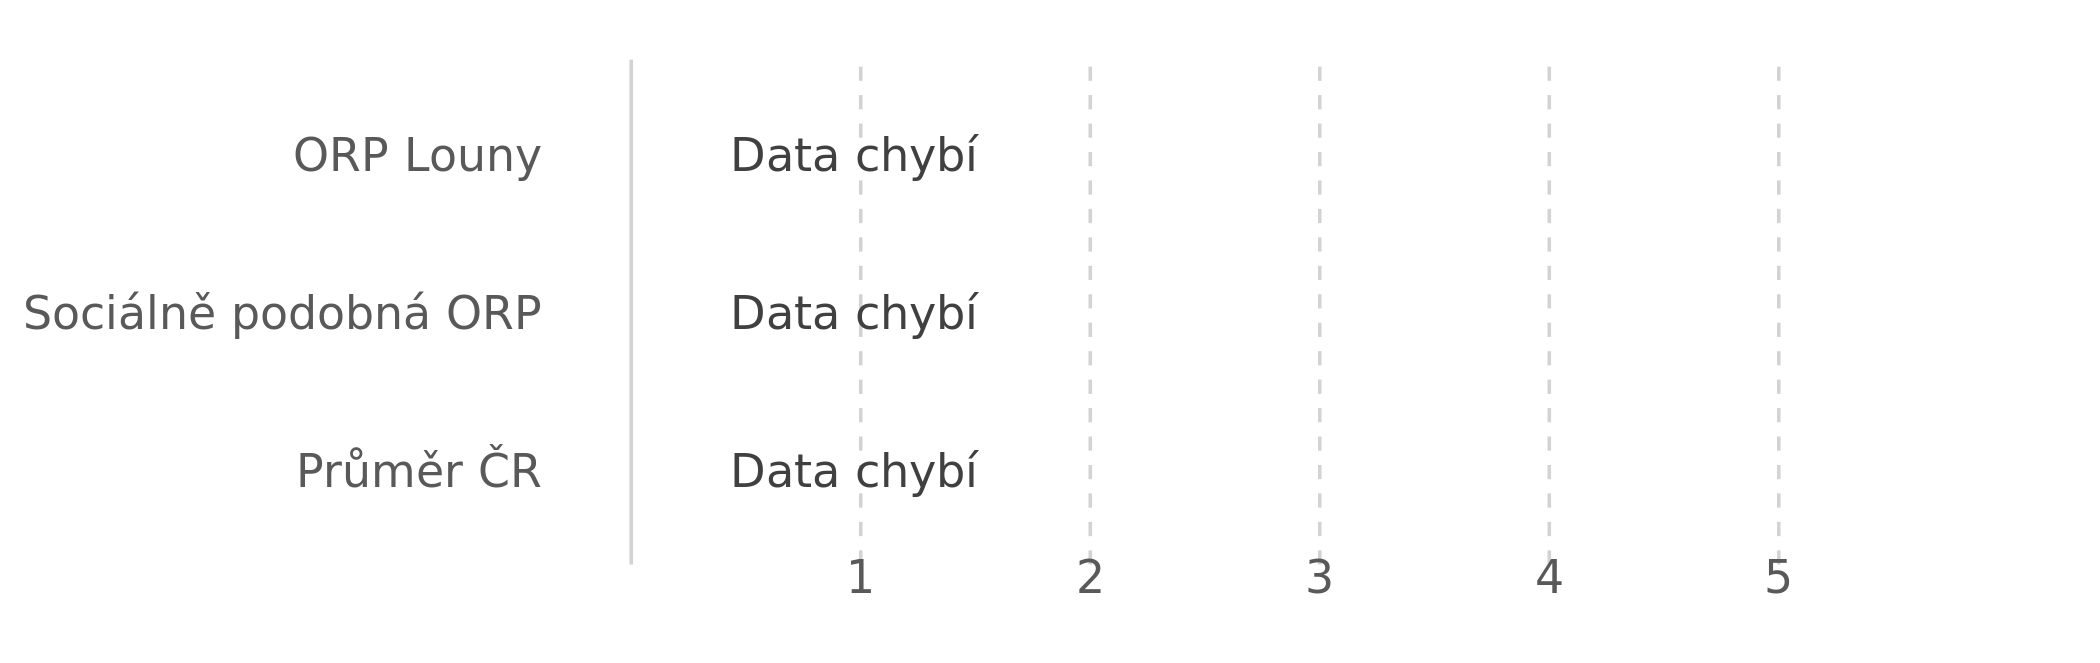 ORP Louny Data chybí
Sociálně podobná ORP Data chybí
Průměr ČR Data chybí
1 2 3 4 5